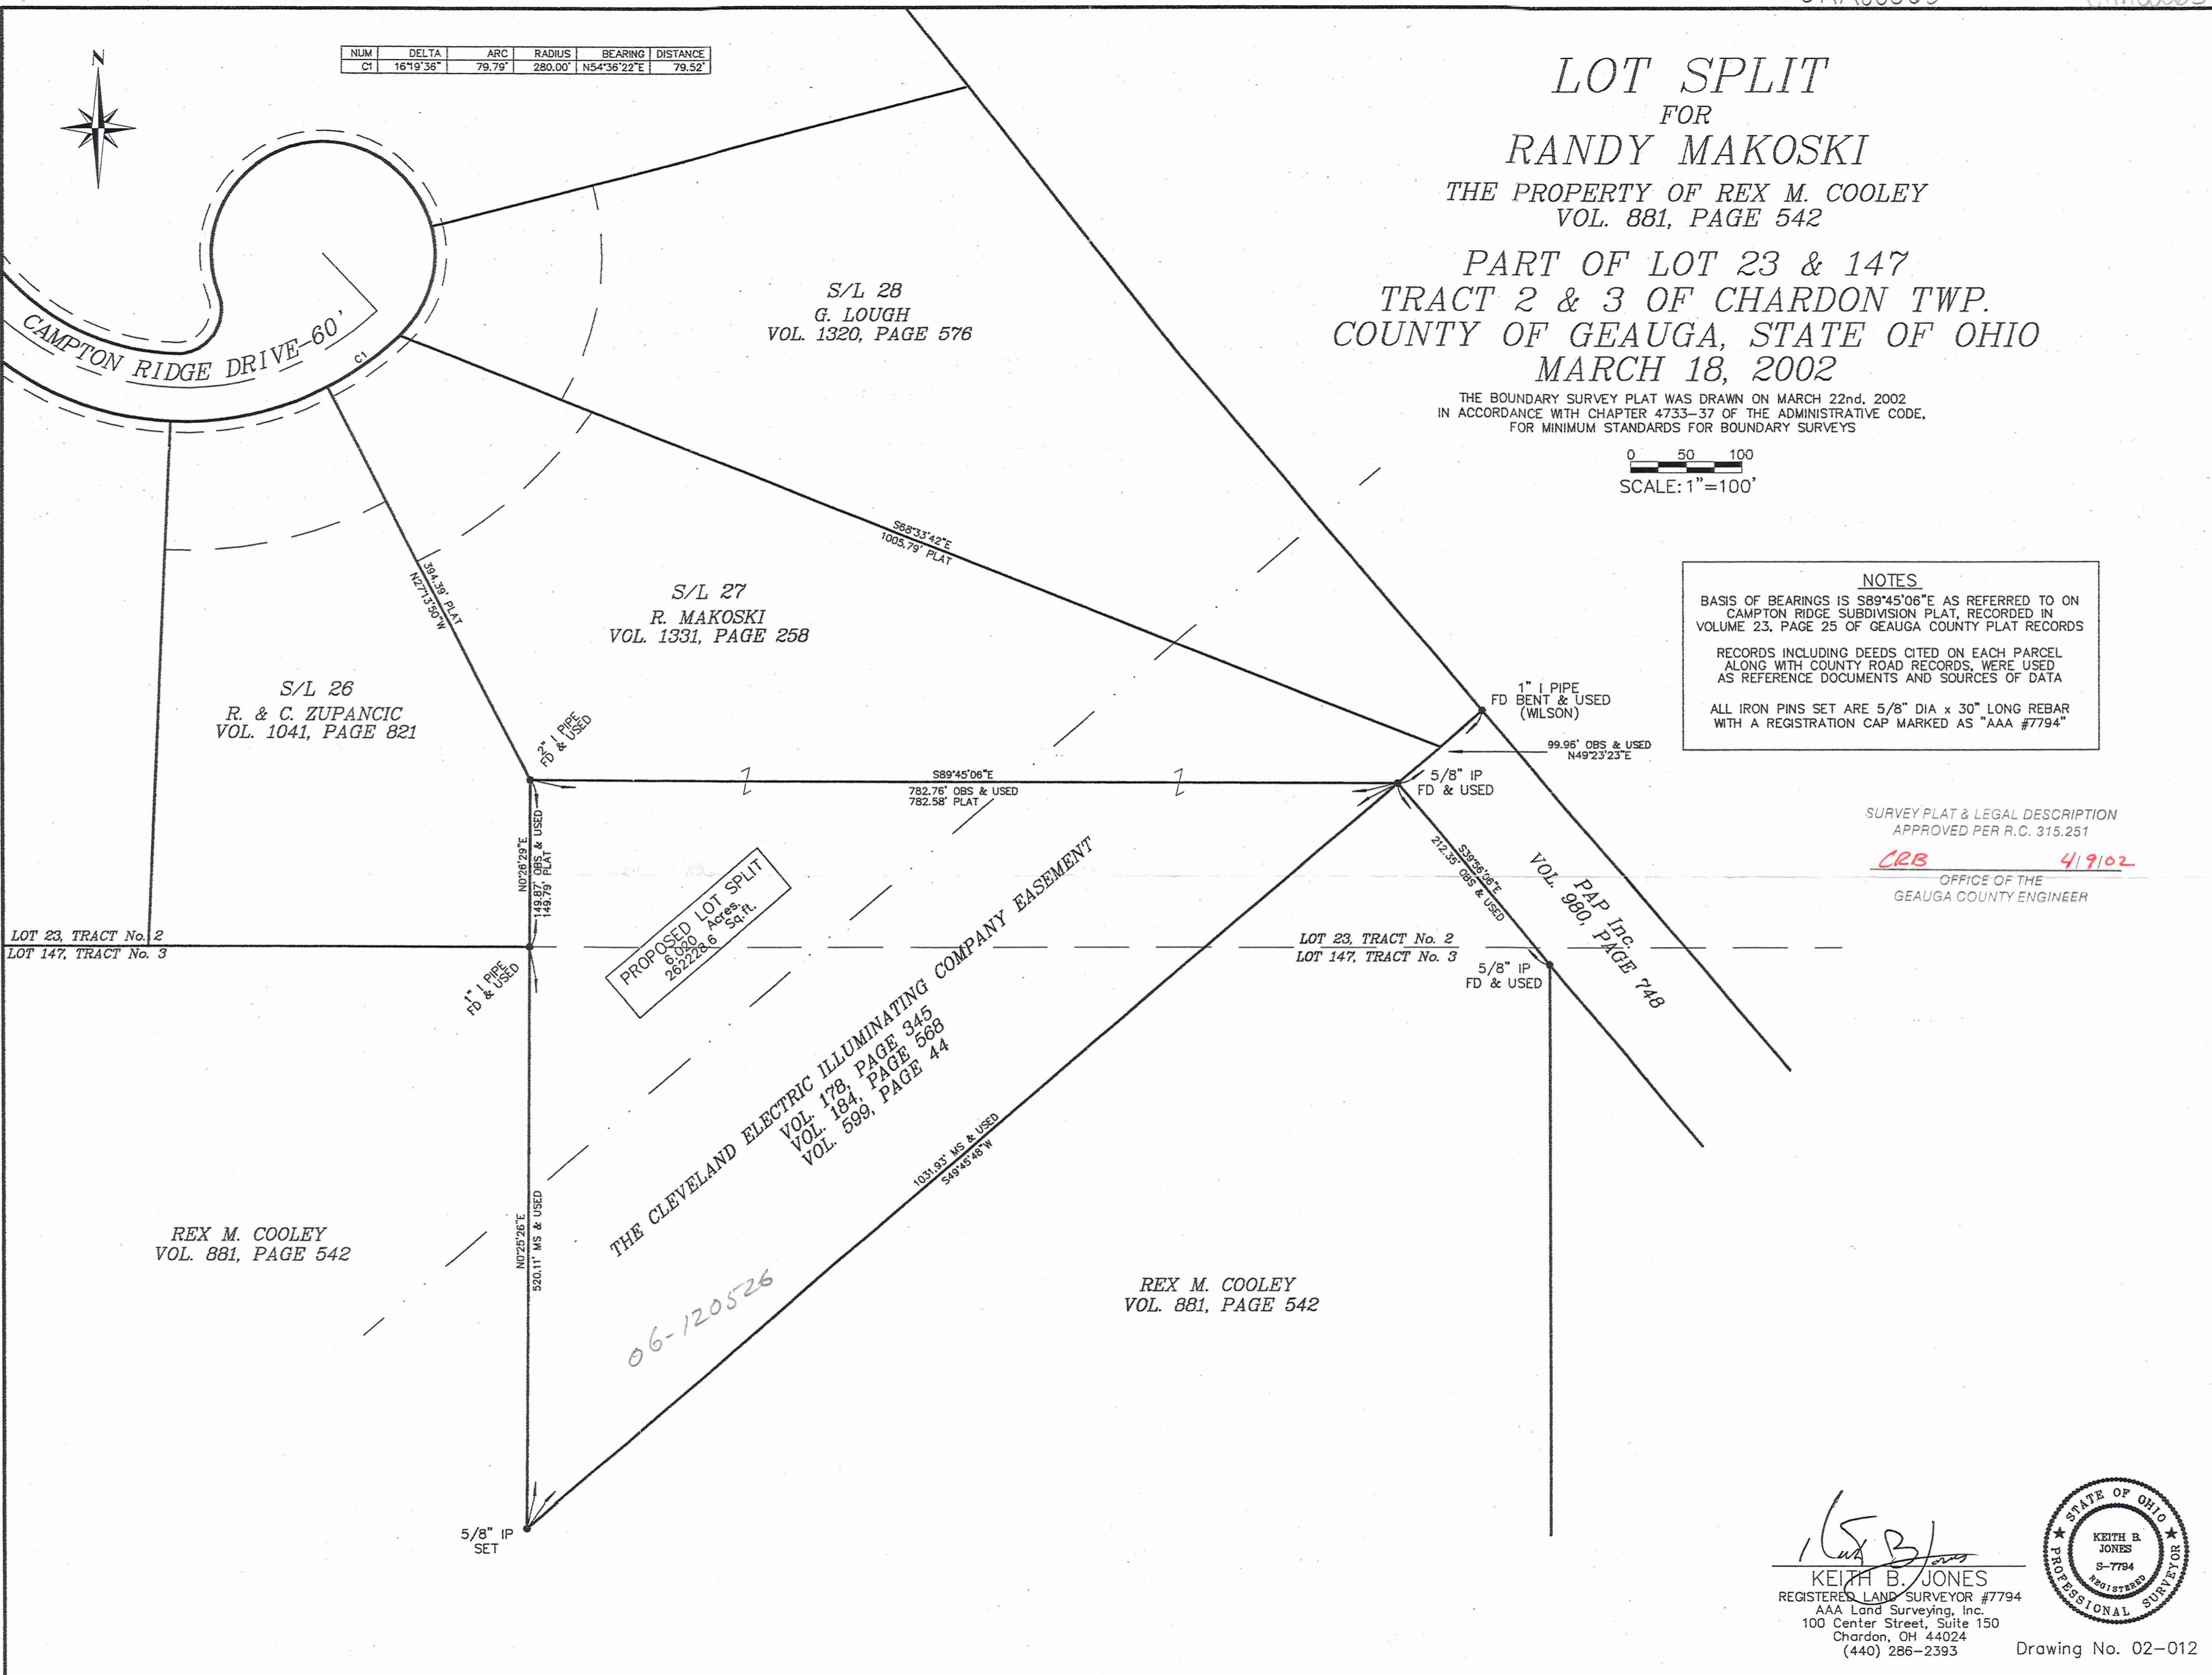 NUM DELTA ARC RADIUS BEARING DISTANCE
C1 16°19'36" 79.79' 280.00' N54°36'22"E 79.52'
N
LOT SPLIT
FOR
RANDY MAKOSKI
THE PROPERTY OF REX M. COOLEY
VOL. 881, PAGE 542
PART OF LOT 23 & 147
TRACT 2 & 3 OF CHARDON TWP.
COUNTY OF GEAUGA, STATE OF OHIO
MARCH 18, 2002
THE BOUNDARY SURVEY PLAT WAS DRAWN ON MARCH 22nd, 2002
IN ACCORDANCE WITH CHAPTER 4733-37 OF THE ADMINISTRATIVE CODE,
FOR MINIMUM STANDARDS FOR BOUNDARY SURVEYS
0 50 100
SCALE: 1"=100'
CAMPTON RIDGE DRIVE-60'
C1
S/L 28
G. LOUGH
VOL. 1320, PAGE 576
S68°33'42"E
1005.79' PLAT
394.39' PLAT
N27°13'50"W
S/L 27
R. MAKOSKI
VOL. 1331, PAGE 258
S/L 26
R. & C. ZUPANCIC
VOL. 1041, PAGE 821
NOTES
BASIS OF BEARINGS IS S89°45'06"E AS REFERRED TO ON
CAMPTON RIDGE SUBDIVISION PLAT, RECORDED IN
VOLUME 23, PAGE 25 OF GEAUGA COUNTY PLAT RECORDS
RECORDS INCLUDING DEEDS CITED ON EACH PARCEL
ALONG WITH COUNTY ROAD RECORDS, WERE USED
AS REFERENCE DOCUMENTS AND SOURCES OF DATA
ALL IRON PINS SET ARE 5/8" DIA x 30" LONG REBAR
WITH A REGISTRATION CAP MARKED AS "AAA #7794"
1" I PIPE
FD BENT & USED
(WILSON)
99.96' OBS & USED
N49°23'23"E
2" I PIPE
FD & USED
S89°45'06"E
782.76' OBS & USED
782.58' PLAT
5/8" IP
FD & USED
N0°26'29"E
149.87' OBS & USED
149.79' PLAT
PROPOSED LOT SPLIT
6.020 Acres.
262228.6 Sq.ft.
S39°56'06"E
212.35' OBS & USED
PAP Inc.
VOL. 980, PAGE 748
SURVEY PLAT & LEGAL DESCRIPTION
APPROVED PER R.C. 315.251
CRB 4/9/02
OFFICE OF THE
GEAUGA COUNTY ENGINEER
LOT 23, TRACT No. 2
LOT 147, TRACT No. 3
LOT 23, TRACT No. 2
LOT 147, TRACT No. 3
1" I PIPE
FD & USED
5/8" IP
FD & USED
THE CLEVELAND ELECTRIC ILLUMINATING COMPANY EASEMENT
VOL. 178, PAGE 345
VOL. 184, PAGE 568
VOL. 599, PAGE 44
1031.93' MS & USED
S49°45'48"W
N0°25'26"E
520.11' MS & USED
REX M. COOLEY
VOL. 881, PAGE 542
06-120526
REX M. COOLEY
VOL. 881, PAGE 542
5/8" IP
SET
KEITH B. JONES
REGISTERED LAND SURVEYOR #7794
AAA Land Surveying, Inc.
100 Center Street, Suite 150
Chardon, OH 44024
(440) 286-2393
STATE OF OHIO
KEITH B.
JONES
S-7794
REGISTERED
PROFESSIONAL SURVEYOR
Drawing No. 02-012